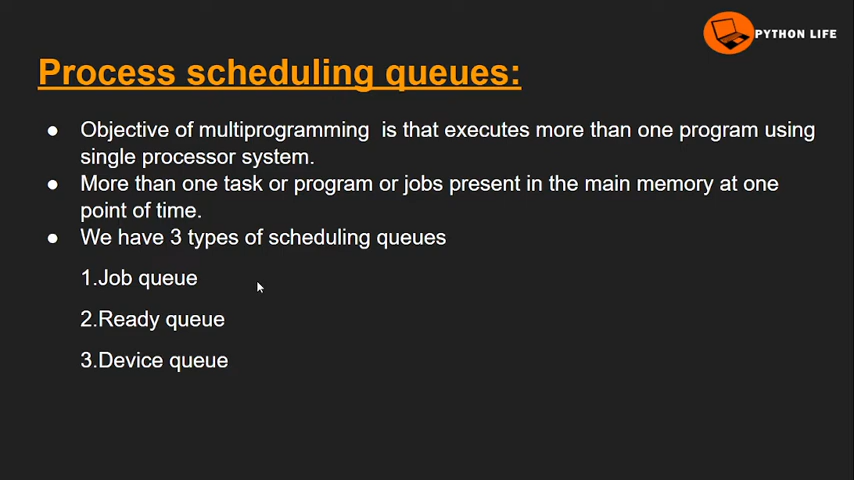 PYTHON LIFE
Process scheduling queues:
● Objective of multiprogramming is that executes more than one program using
single processor system.
● More than one task or program or jobs present in the main memory at one
point of time.
● We have 3 types of scheduling queues
1.Job queue
2.Ready queue
3.Device queue